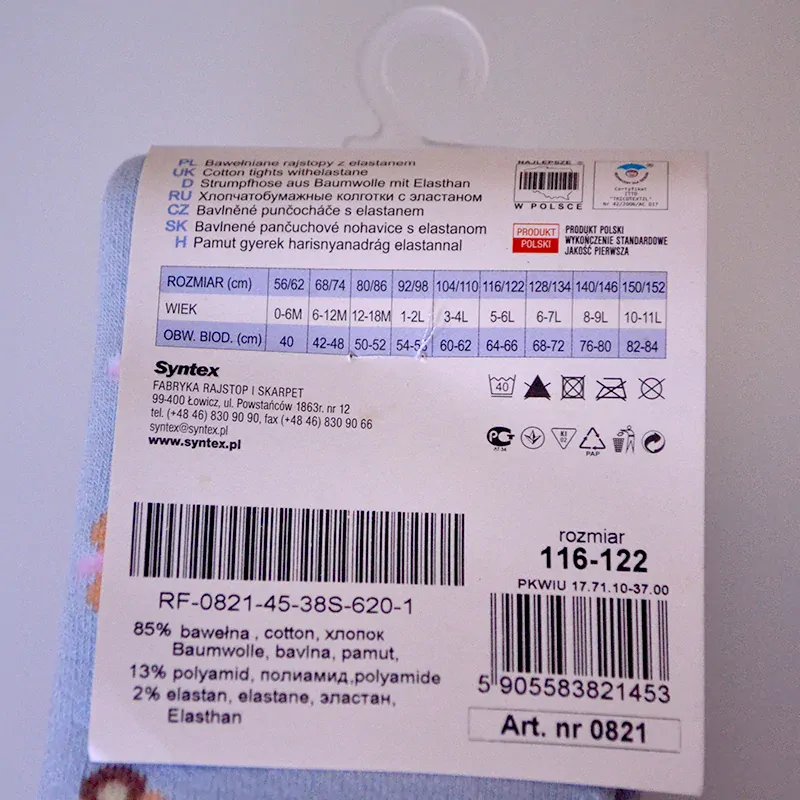 PL Bawełniane rajstopy z elastanem
UK Cotton tights withelastane
D Strumpfhose aus Baumwolle mit Elasthan
RU Хлопчатобумажные колготки с эластаном
CZ Bavlněné punčocháče s elastanem
SK Bavlnené pančuchové nohavice s elastanom
H Pamut gyerek harisnyanadrág elastannal
NAJLEPSZE
W POLSCE
Certyfikat
ITTD
"TRICOTEXTIL"
PRODUKT
POLSKI
PRODUKT POLSKI
WYKOŃCZENIE STANDARDOWE
JAKOŚĆ PIERWSZA
ROZMIAR (cm) 56/62 68/74 80/86 92/98 104/110 116/122 128/134 140/146 150/152
WIEK 0-6M 6-12M 12-18M 1-2L 3-4L 5-6L 6-7L 8-9L 10-11L
OBW. BIOD. (cm) 40 42-48 50-52 54-58 60-62 64-66 68-72 76-80 82-84
Syntex
FABRYKA RAJSTOP I SKARPET
99-400 Łowicz, ul. Powstańców 1863r. nr 12
tel. (+48 46) 830 90 90, fax (+48 46) 830 90 66
syntex@syntex.pl
www.syntex.pl
40
PAP
RF-0821-45-38S-620-1
85% bawełna , cotton, хлопок
Baumwolle, bavlna, pamut,
13% polyamid, полиамид,polyamide
2% elastan, elastane, эластан,
Elasthan
rozmiar
116-122
PKWIU 17.71.10-37.00
5 905583821453
Art. nr 0821